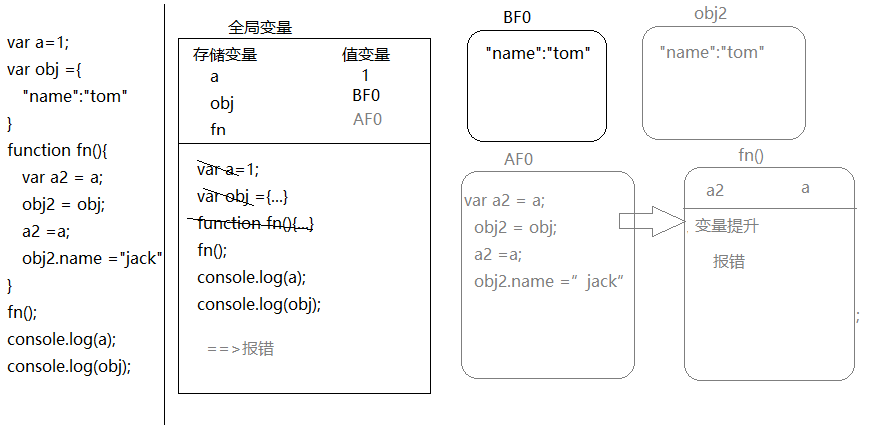 var a=1;
var obj ={
"name":"tom"
}
function fn(){
var a2 = a;
obj2 = obj;
a2 =a;
obj2.name ="jack"
}
fn();
console.log(a);
console.log(obj);
全局变量
存储变量 值变量
a 1
obj BF0
fn AF0
var a=1;
var obj ={...}
function fn(){...}
fn();
console.log(a);
console.log(obj);
==>报错
BF0
"name":"tom"
obj2
"name":"tom"
AF0
var a2 = a;
obj2 = obj;
a2 =a;
obj2.name =”jack“
fn()
a2 a
变量提升
报错
;